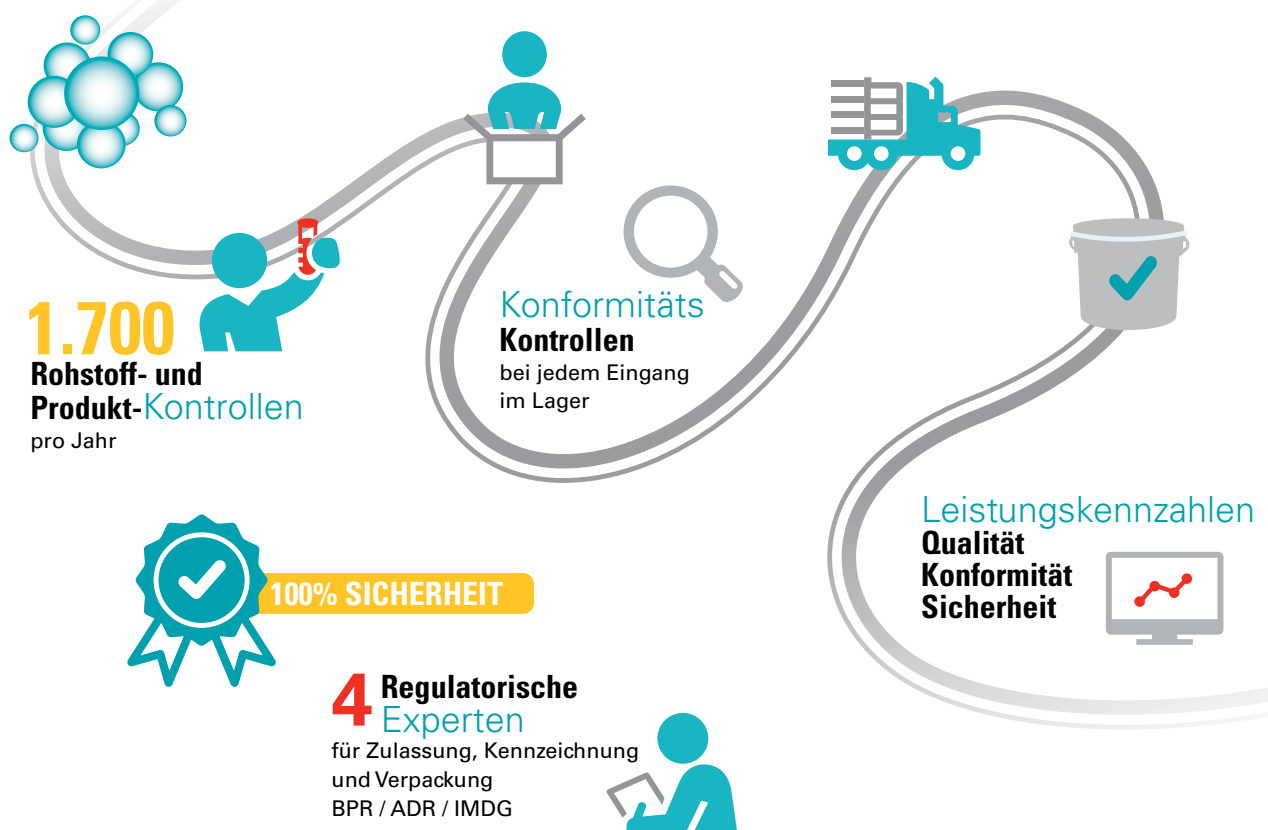 1.700
Rohstoff- und
Produkt-Kontrollen
pro Jahr
Konformitäts
Kontrollen
bei jedem Eingang
im Lager
Leistungskennzahlen
Qualität
Konformität
Sicherheit
100% SICHERHEIT
4 Regulatorische
Experten
für Zulassung, Kennzeichnung
und Verpackung
BPR / ADR / IMDG